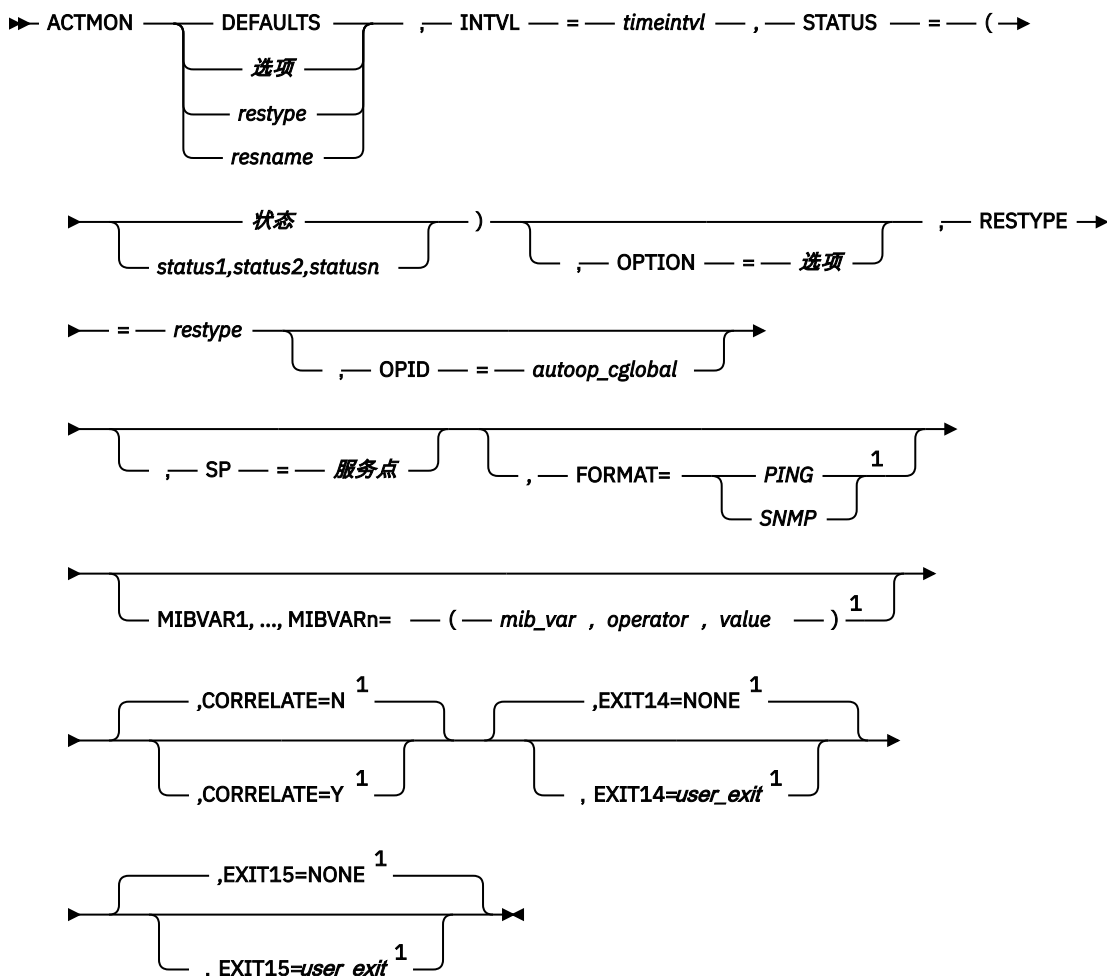 ACTMON DEFAULTS , INTVL = timeintvl , STATUS = (
选项
restype
resname
状态 ) , RESTYPE
status1,status2,statusn , OPTION = 选项
= restype
, OPID = autoop_cglobal
, SP = 服务点 , FORMAT= PING 1
SNMP
MIBVAR1, ..., MIBVARn= ( mib_var , operator , value ) 1
,CORRELATE=N 1 ,EXIT14=NONE 1
,CORRELATE=Y 1 , EXIT14=user_exit 1
,EXIT15=NONE 1
, EXIT15=user_exit 1